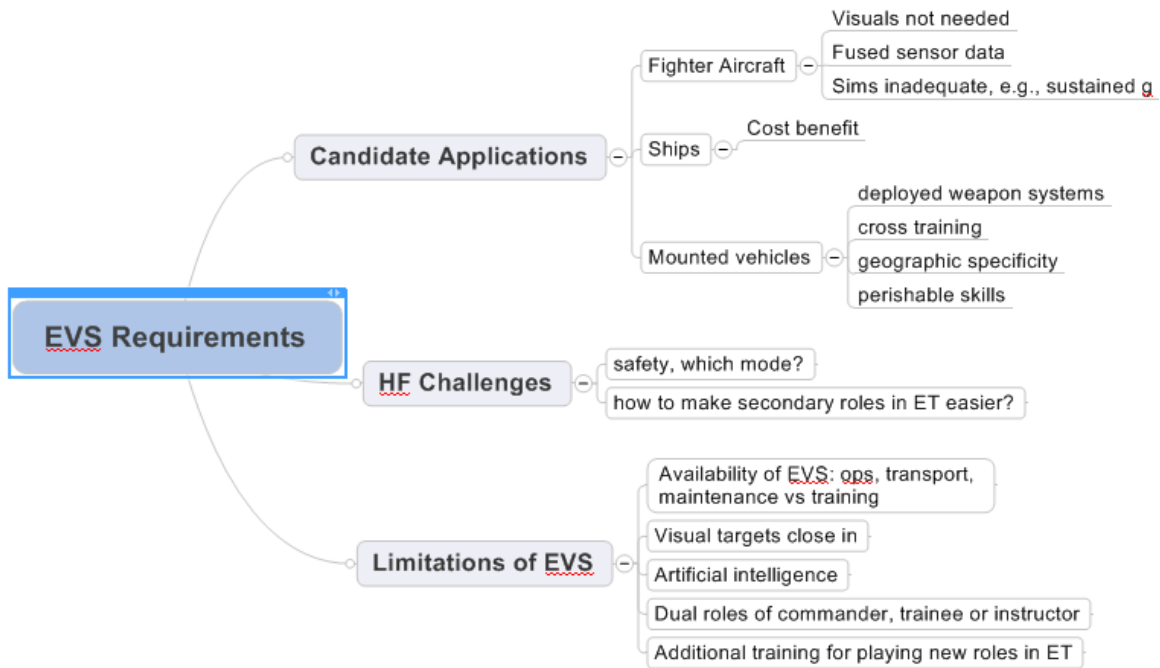 Visuals not needed
Fused sensor data
Sims inadequate, e.g., sustained g
Fighter Aircraft
Cost benefit
Ships
Candidate Applications
deployed weapon systems
cross training
geographic specificity
perishable skills
Mounted vehicles
EVS Requirements
safety, which mode?
how to make secondary roles in ET easier?
HF Challenges
Availability of EVS: ops, transport,
maintenance vs training
Visual targets close in
Artificial intelligence
Dual roles of commander, trainee or instructor
Additional training for playing new roles in ET
Limitations of EVS